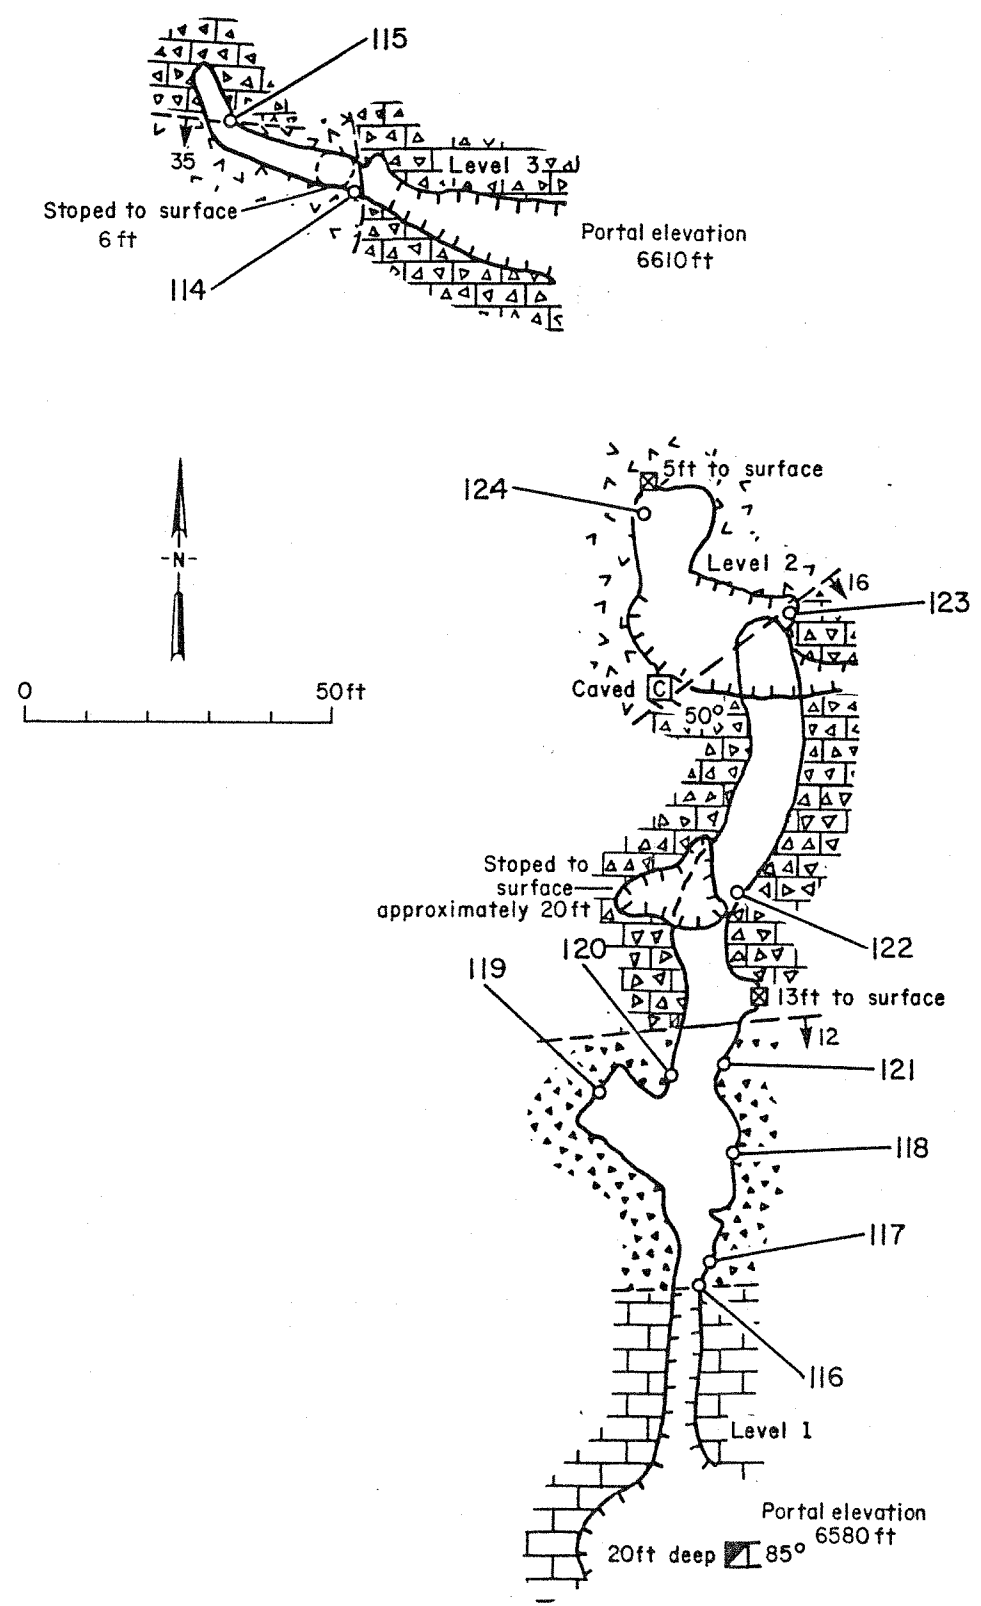 115
35
Level 3
Stoped to surface
6 ft
Portal elevation
6610 ft
114
124
5ft to surface
N
Level 2
16
123
0
50 ft
Caved
C
50°
Stoped to
surface
approximately 20ft
120
122
119
13ft to surface
12
121
118
117
116
Level 1
Portal elevation
6580 ft
20ft deep
85°